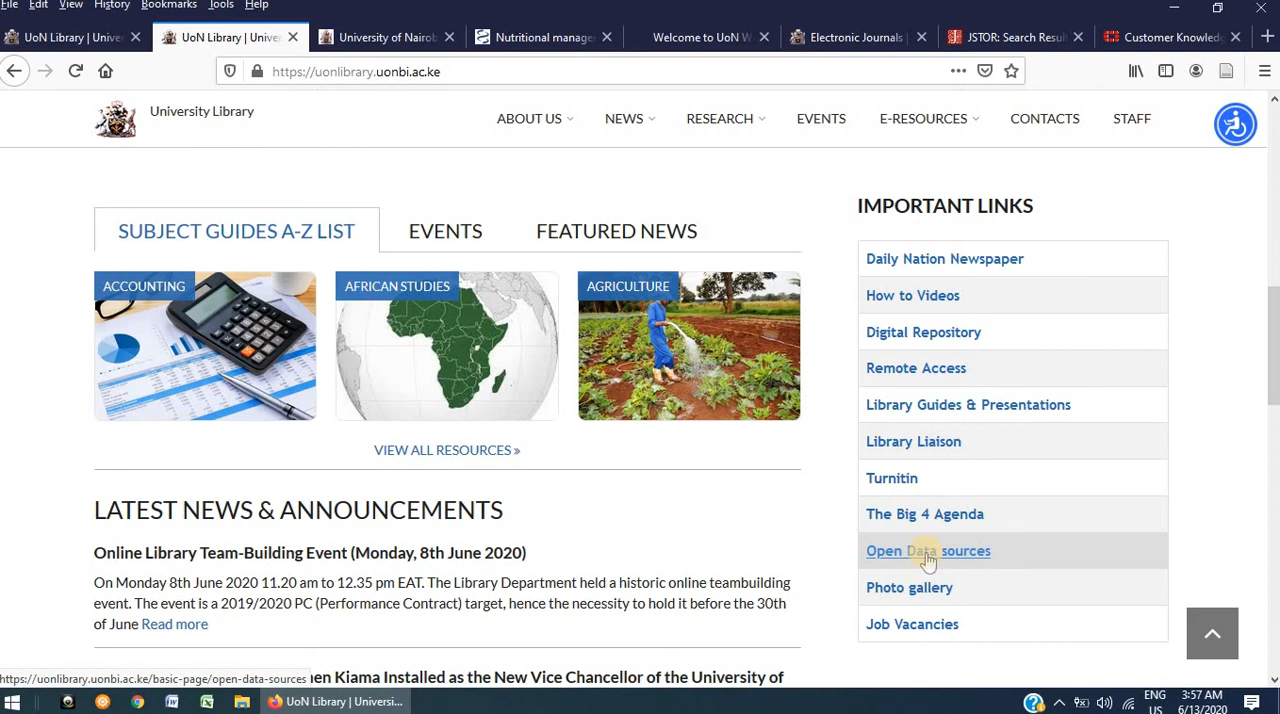 File Edit View History Bookmarks Tools Help
UoN Library | Unive
UoN Library | Unive
University of Nairob
Nutritional manage
Welcome to UoN W
Electronic Journals |
JSTOR: Search Resul
Customer Knowledg
https://uonlibrary.uonbi.ac.ke
University Library
ABOUT US
NEWS
RESEARCH
EVENTS
E-RESOURCES
CONTACTS
STAFF
SUBJECT GUIDES A-Z LIST
EVENTS
FEATURED NEWS
ACCOUNTING
AFRICAN STUDIES
AGRICULTURE
VIEW ALL RESOURCES »
LATEST NEWS & ANNOUNCEMENTS
Online Library Team-Building Event (Monday, 8th June 2020)
On Monday 8th June 2020 11.20 am to 12.35 pm EAT. The Library Department held a historic online teambuilding
event. The event is a 2019/2020 PC (Performance Contract) target, hence the necessity to hold it before the 30th
of June Read more
hen Kiama Installed as the New Vice Chancellor of the University of
IMPORTANT LINKS
Daily Nation Newspaper
How to Videos
Digital Repository
Remote Access
Library Guides & Presentations
Library Liaison
Turnitin
The Big 4 Agenda
Open Data sources
Photo gallery
Job Vacancies
https://uonlibrary.uonbi.ac.ke/basic-page/open-data-sources
UoN Library | Universi...
ENG
US
3:57 AM
6/13/2020